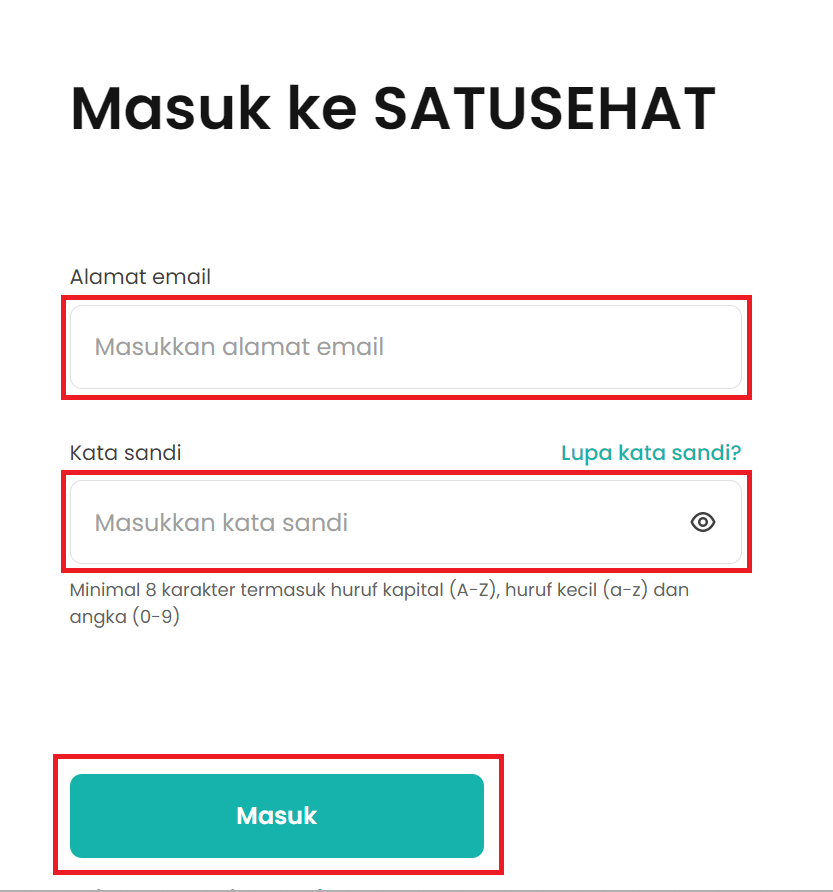 Masuk ke SATUSEHAT
Alamat email
Masukkan alamat email
Kata sandi
Lupa kata sandi?
Masukkan kata sandi
Minimal 8 karakter termasuk huruf kapital (A-Z), huruf kecil (a-z) dan
angka (0-9)
Masuk